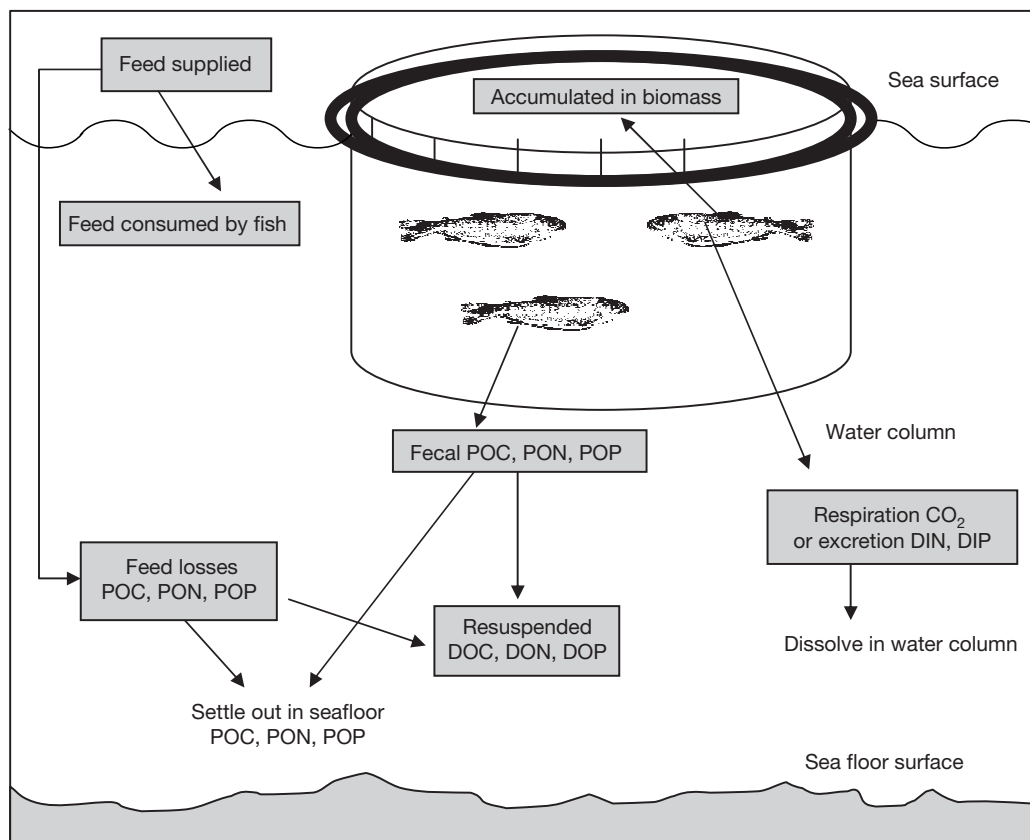 Feed supplied
Accumulated in biomass
Sea surface
Feed consumed by fish
Water column
Fecal POC, PON, POP
Respiration CO₂
or excretion DIN, DIP
Feed losses
POC, PON, POP
Resuspended
DOC, DON, DOP
Dissolve in water column
Settle out in seafloor
POC, PON, POP
Sea floor surface